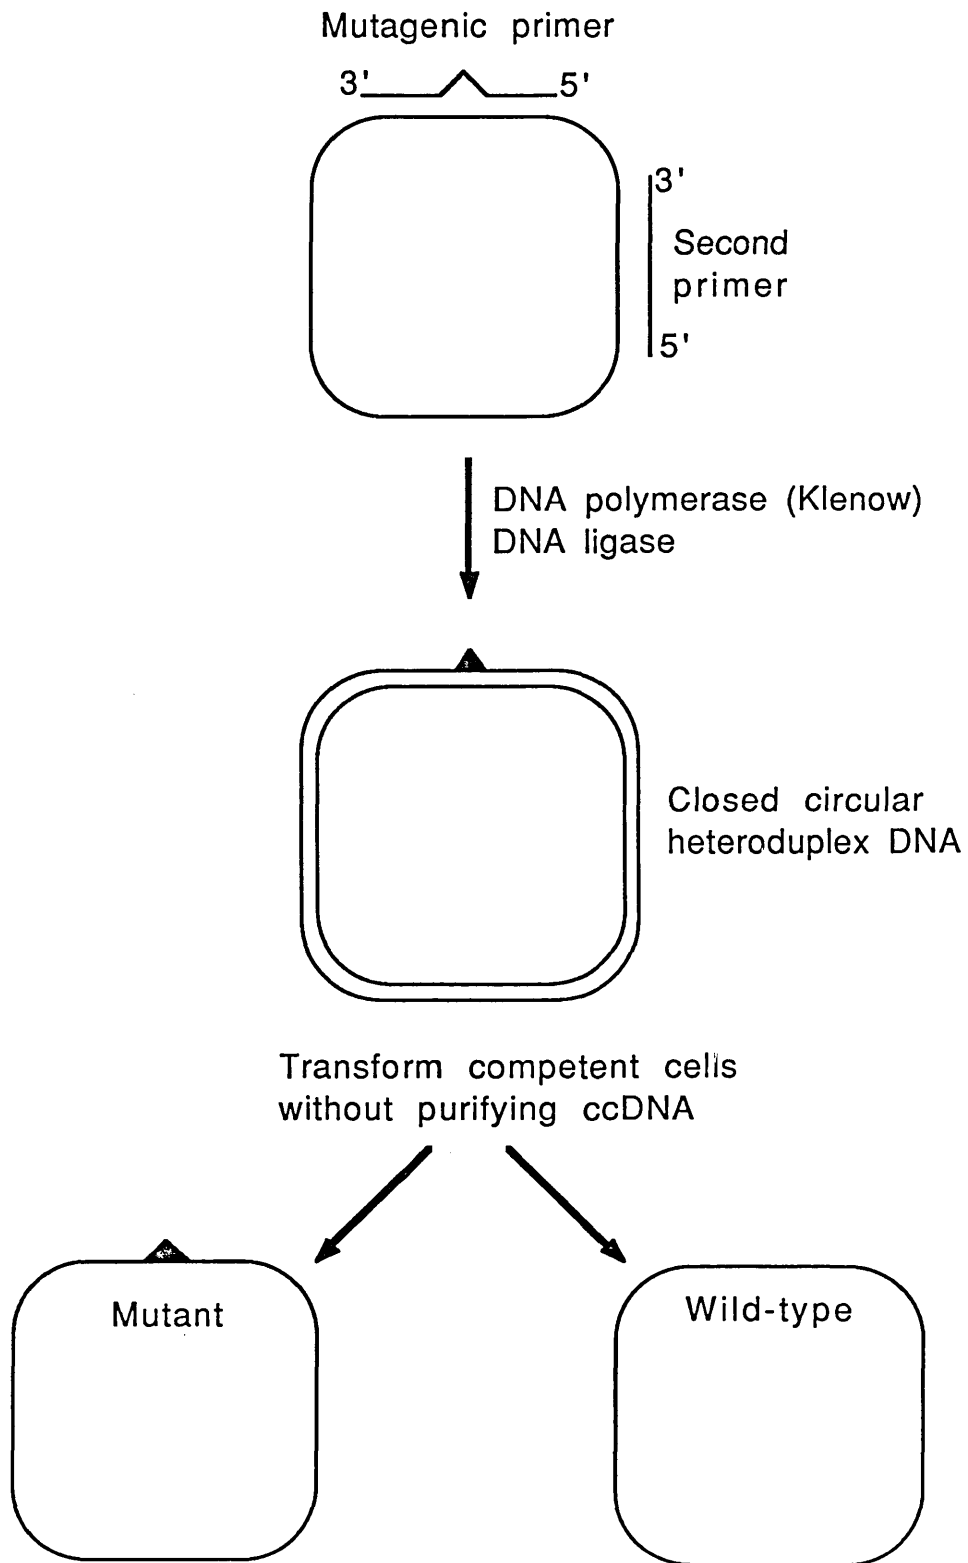 Mutagenic primer
3' 5'
3'
Second
primer
5'
DNA polymerase (Klenow)
DNA ligase
Closed circular
heteroduplex DNA
Transform competent cells
without purifying ccDNA
Mutant
Wild-type